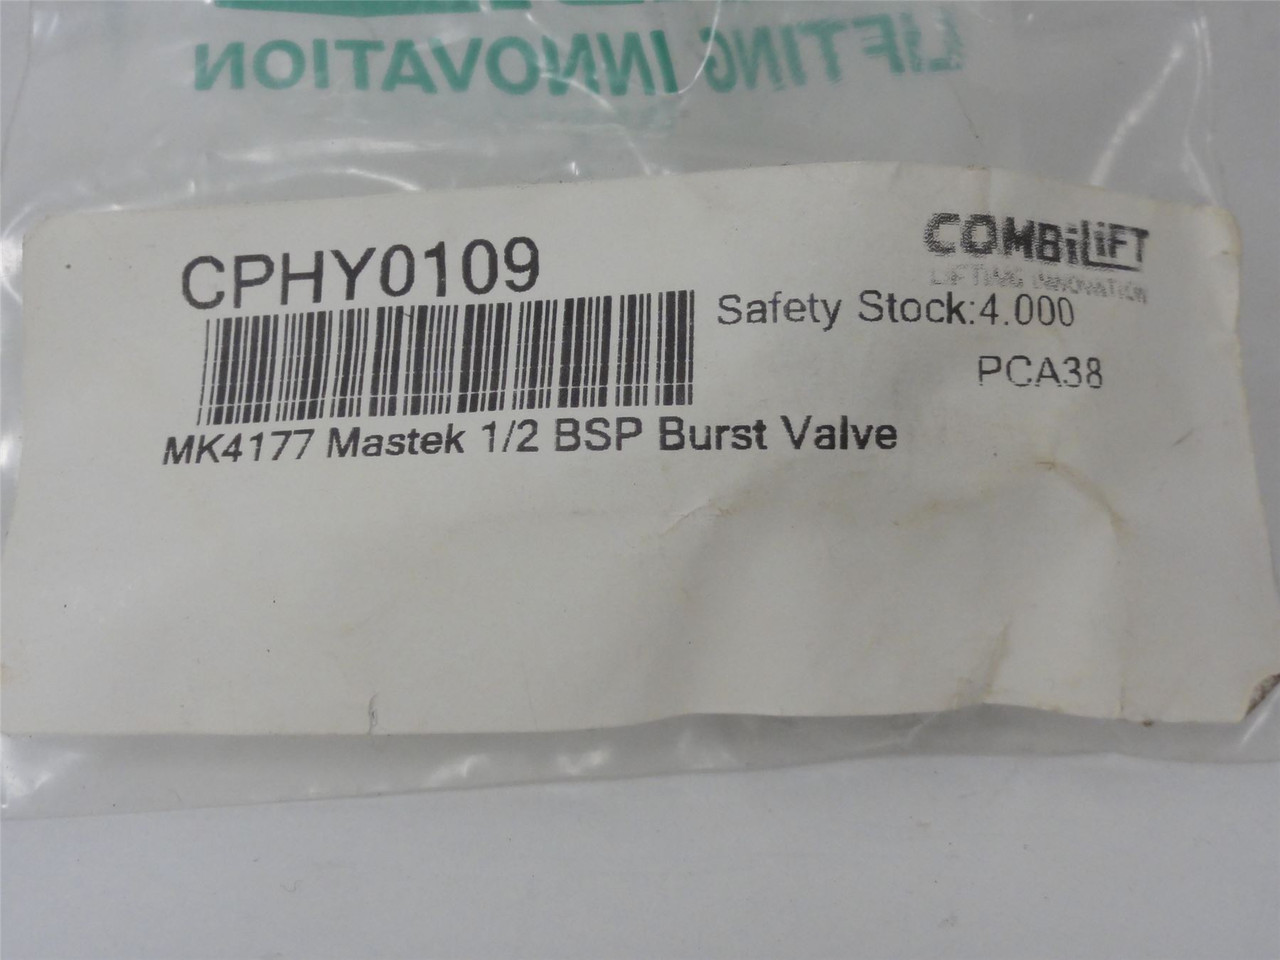 LIFTING INNOVATION
CPHY0109
COMBiLiFT
LIFTING INNOVATION
Safety Stock:4.000
PCA38
MK4177 Mastek 1/2 BSP Burst Valve